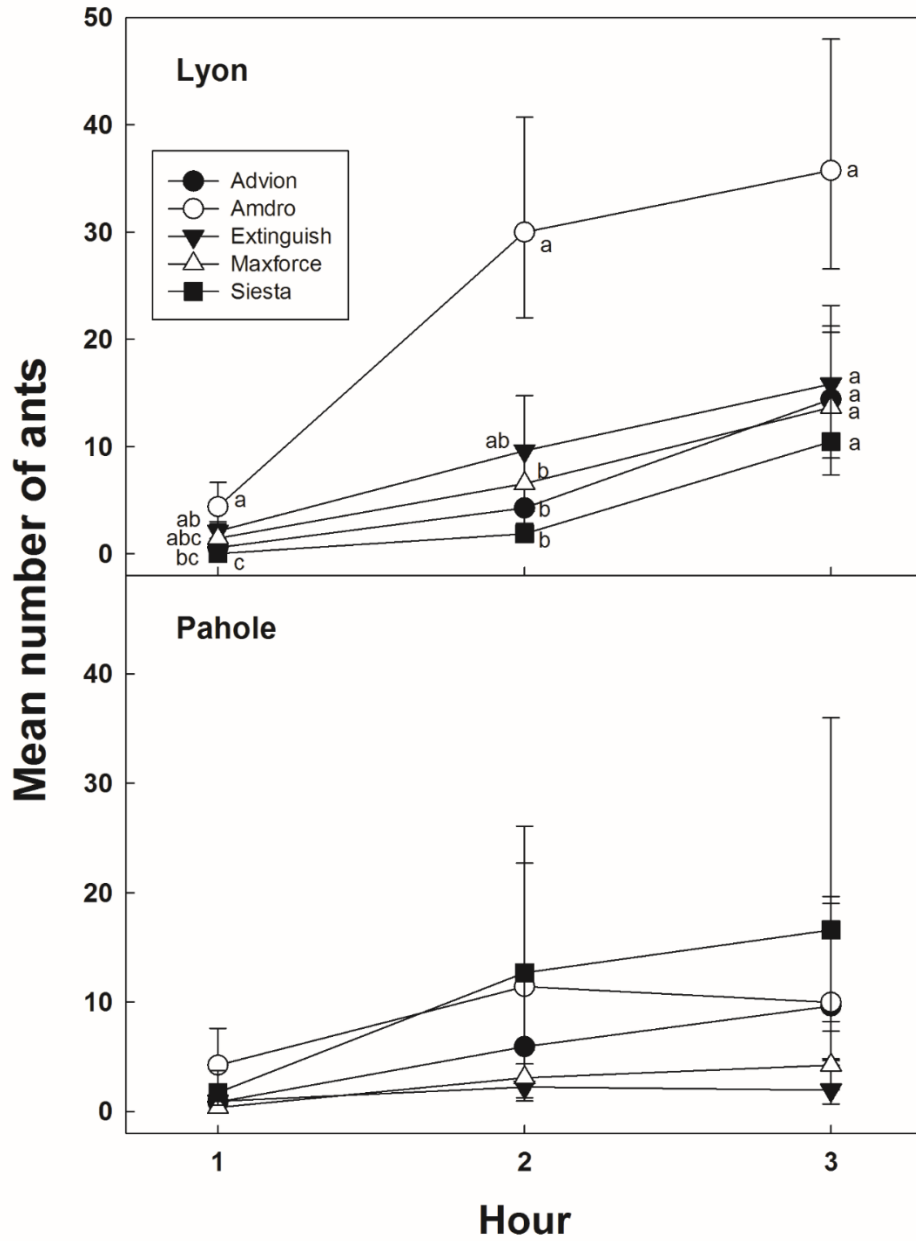 Mean number of ants
50
40
30
20
10
0
Lyon
Advion
Amdro
Extinguish
Maxforce
Siesta
a
ab
abc
bc
c
a
ab
b
b
b
a
a
a
a
a
Pahole
40
30
20
10
0
1
2
3
Hour